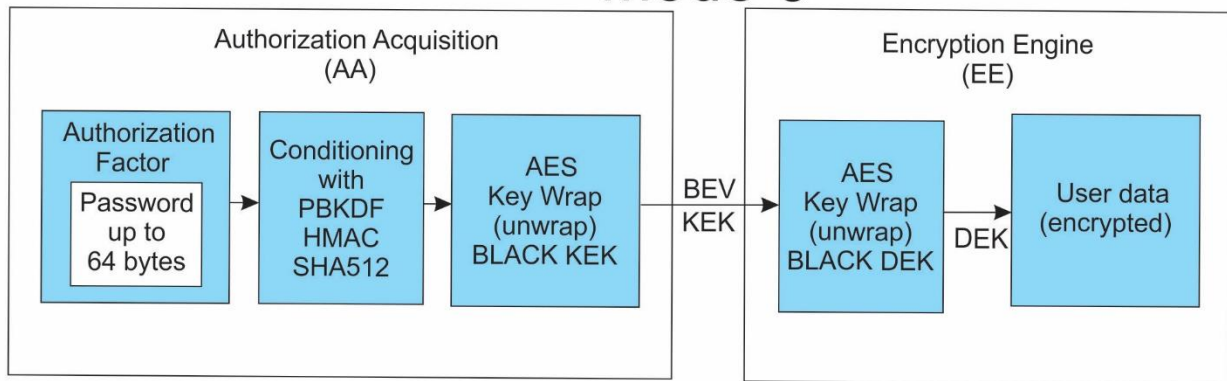 Authorization Acquisition
(AA)
Authorization
Factor
Password
up to
64 bytes
Conditioning
with
PBKDF
HMAC
SHA512
AES
Key Wrap
(unwrap)
BLACK KEK
BEV
KEK
Encryption Engine
(EE)
AES
Key Wrap
(unwrap)
BLACK DEK
DEK
User data
(encrypted)